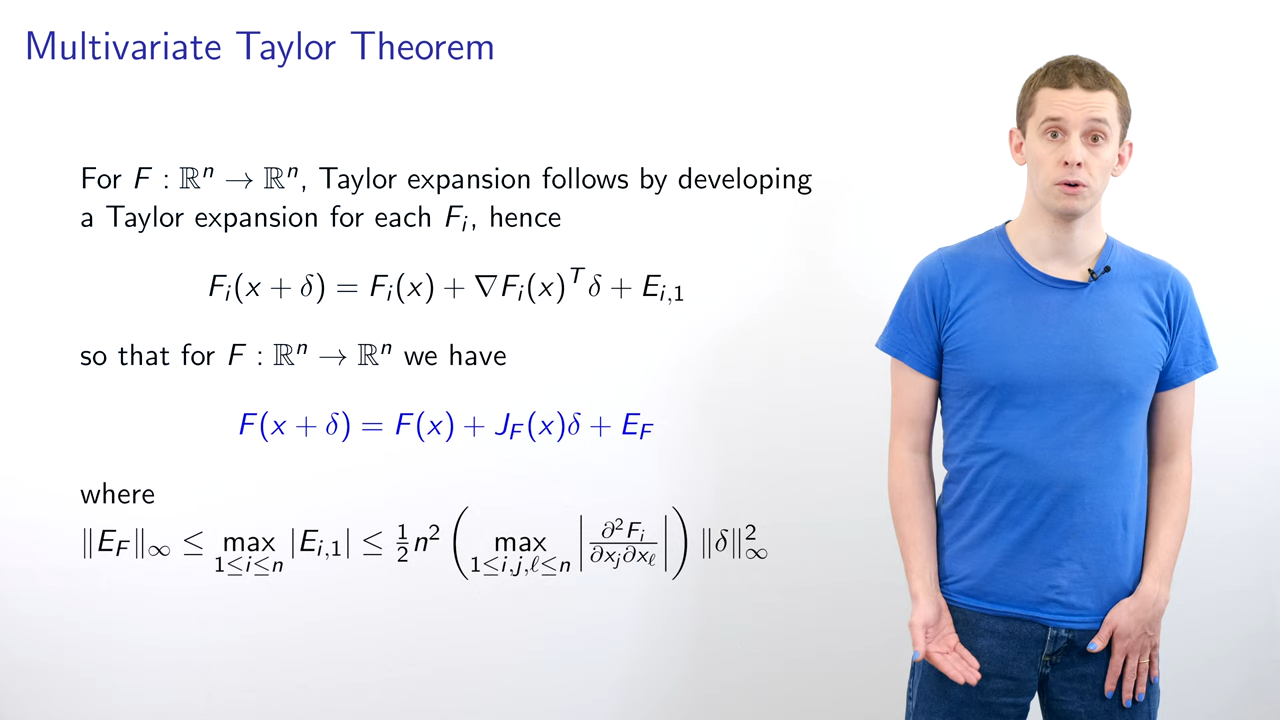 Multivariate Taylor Theorem
For F : ℝⁿ → ℝⁿ, Taylor expansion follows by developing
a Taylor expansion for each Fᵢ, hence
Fᵢ(x + δ) = Fᵢ(x) + ∇Fᵢ(x)ᵀδ + Eᵢ,₁
so that for F : ℝⁿ → ℝⁿ we have
F(x + δ) = F(x) + J_F(x)δ + E_F
where
‖E_F‖_∞ ≤ max_{1≤i≤n} |E_{i,1}| ≤ ½n² ( max_{1≤i,j,ℓ≤n} | ∂²Fᵢ / ∂xⱼ∂x_ℓ | ) ‖δ‖²_∞